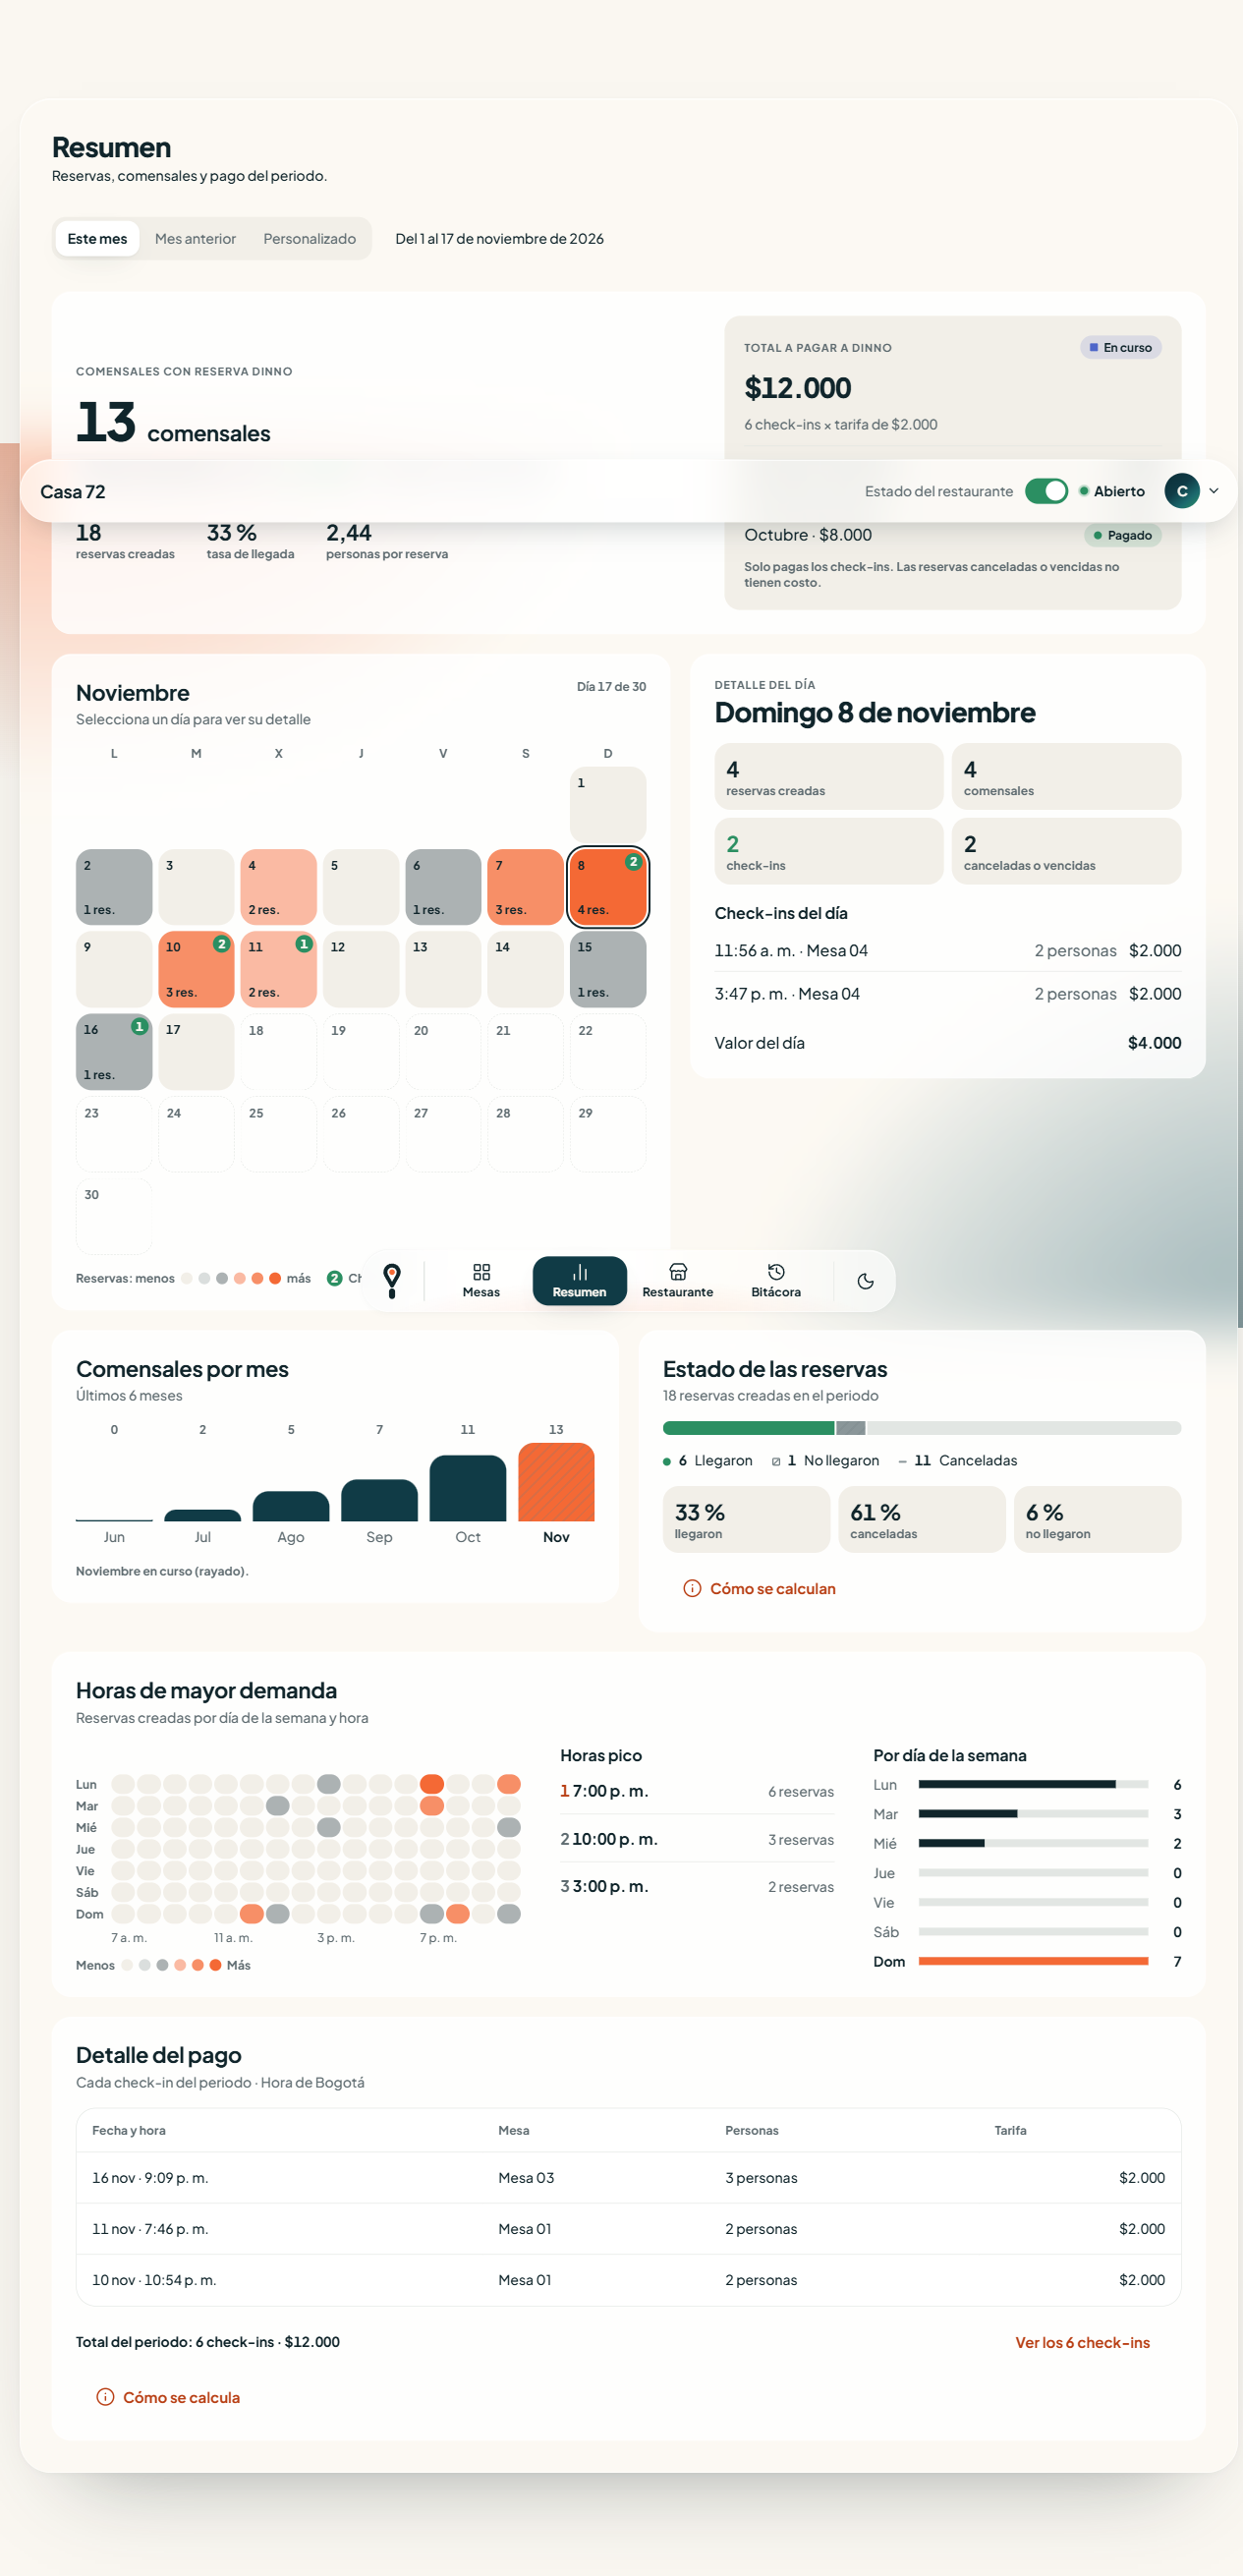 Resumen
Reservas, comensales y pago del periodo.
Este mes Mes anterior Personalizado Del 1 al 17 de noviembre de 2026
COMENSALES CON RESERVA DINNO
13 comensales
TOTAL A PAGAR A DINNO En curso
$12.000
6 check-ins × tarifa de $2.000
Casa 72 Estado del restaurante Abierto C
18 33 % 2,44
reservas creadas tasa de llegada personas por reserva
Octubre · $8.000 Pagado
Solo pagas los check-ins. Las reservas canceladas o vencidas no
tienen costo.
Noviembre Día 17 de 30
Selecciona un día para ver su detalle
L M X J V S D
1
2 3 4 5 6 7 8 2
1 res. 2 res. 1 res. 3 res. 4 res.
9 10 2 11 1 12 13 14 15
3 res. 2 res. 1 res.
16 1 17 18 19 20 21 22
1 res.
23 24 25 26 27 28 29
30
Reservas: menos más 2
DETALLE DEL DÍA
Domingo 8 de noviembre
4 4
reservas creadas comensales
2 2
check-ins canceladas o vencidas
Check-ins del día
11:56 a. m. · Mesa 04 2 personas $2.000
3:47 p. m. · Mesa 04 2 personas $2.000
Valor del día $4.000
Mesas Resumen Restaurante Bitácora
Comensales por mes
Últimos 6 meses
0 2 5 7 11 13
Jun Jul Ago Sep Oct Nov
Noviembre en curso (rayado).
Estado de las reservas
18 reservas creadas en el periodo
6 Llegaron 1 No llegaron 11 Canceladas
33 % 61 % 6 %
llegaron canceladas no llegaron
Cómo se calculan
Horas de mayor demanda
Reservas creadas por día de la semana y hora
Lun
Mar
Mié
Jue
Vie
Sáb
Dom
7 a. m. 11 a. m. 3 p. m. 7 p. m.
Menos Más
Horas pico
1 7:00 p. m. 6 reservas
2 10:00 p. m. 3 reservas
3 3:00 p. m. 2 reservas
Por día de la semana
Lun 6
Mar 3
Mié 2
Jue 0
Vie 0
Sáb 0
Dom 7
Detalle del pago
Cada check-in del periodo · Hora de Bogotá
Fecha y hora Mesa Personas Tarifa
16 nov · 9:09 p. m. Mesa 03 3 personas $2.000
11 nov · 7:46 p. m. Mesa 01 2 personas $2.000
10 nov · 10:54 p. m. Mesa 01 2 personas $2.000
Total del periodo: 6 check-ins · $12.000 Ver los 6 check-ins
Cómo se calcula